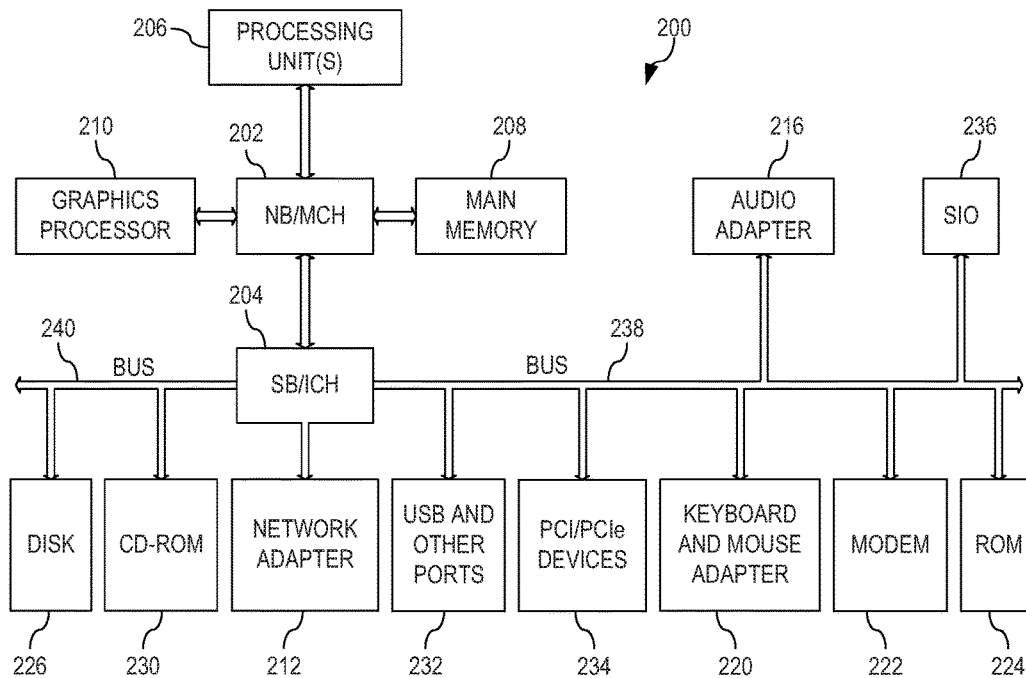 206
PROCESSING
UNIT(S)
200
210
202
208
216
236
GRAPHICS
PROCESSOR
NB/MCH
MAIN
MEMORY
AUDIO
ADAPTER
SIO
204
240
238
BUS
SB/ICH
BUS
DISK
CD-ROM
NETWORK
ADAPTER
USB AND
OTHER
PORTS
PCI/PCIe
DEVICES
KEYBOARD
AND MOUSE
ADAPTER
MODEM
ROM
226
230
212
232
234
220
222
224